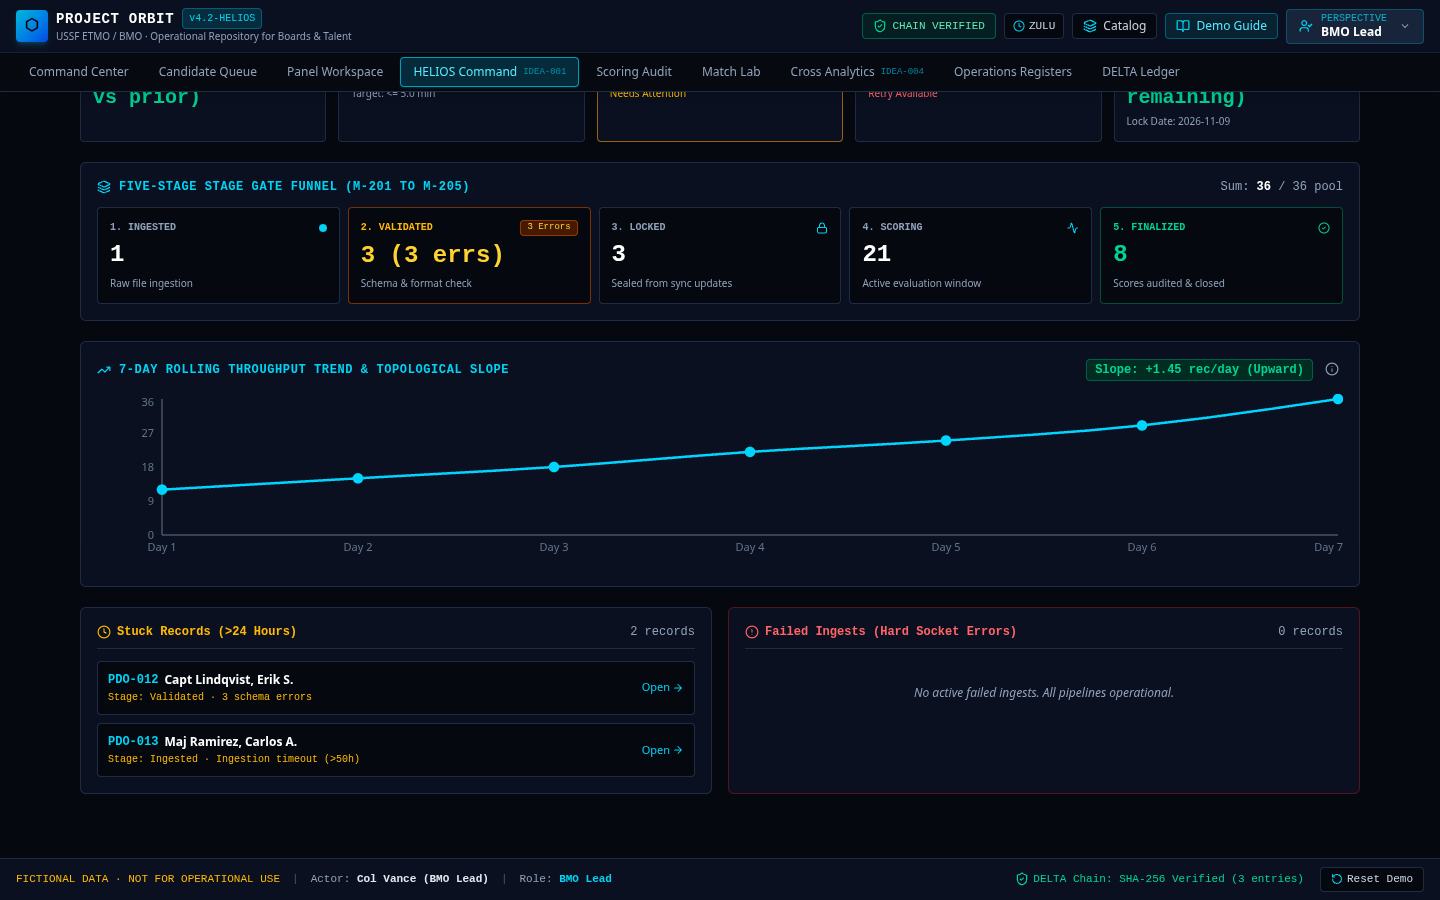 PROJECT ORBIT v4.2-HELIOS
USSF ETMO / BMO · Operational Repository for Boards & Talent
CHAIN VERIFIED
ZULU
Catalog
Demo Guide
PERSPECTIVE
BMO Lead
Command Center
Candidate Queue
Panel Workspace
HELIOS Command IDEA-001
Scoring Audit
Match Lab
Cross Analytics IDEA-004
Operations Registers
DELTA Ledger
vs prior)
Target: <= 5.0 min
Needs Attention
Retry Available
remaining)
Lock Date: 2026-11-09
FIVE-STAGE STAGE GATE FUNNEL (M-201 TO M-205)
Sum: 36 / 36 pool
1. INGESTED
1
Raw file ingestion
2. VALIDATED
3 Errors
3 (3 errs)
Schema & format check
3. LOCKED
3
Sealed from sync updates
4. SCORING
21
Active evaluation window
5. FINALIZED
8
Scores audited & closed
7-DAY ROLLING THROUGHPUT TREND & TOPOLOGICAL SLOPE
Slope: +1.45 rec/day (Upward)
36
27
18
9
0
Day 1
Day 2
Day 3
Day 4
Day 5
Day 6
Day 7
Stuck Records (>24 Hours)
2 records
PDO-012 Capt Lindqvist, Erik S.
Stage: Validated · 3 schema errors
Open →
PDO-013 Maj Ramirez, Carlos A.
Stage: Ingested · Ingestion timeout (>50h)
Open →
Failed Ingests (Hard Socket Errors)
0 records
No active failed ingests. All pipelines operational.
FICTIONAL DATA · NOT FOR OPERATIONAL USE | Actor: Col Vance (BMO Lead) | Role: BMO Lead
DELTA Chain: SHA-256 Verified (3 entries)
Reset Demo